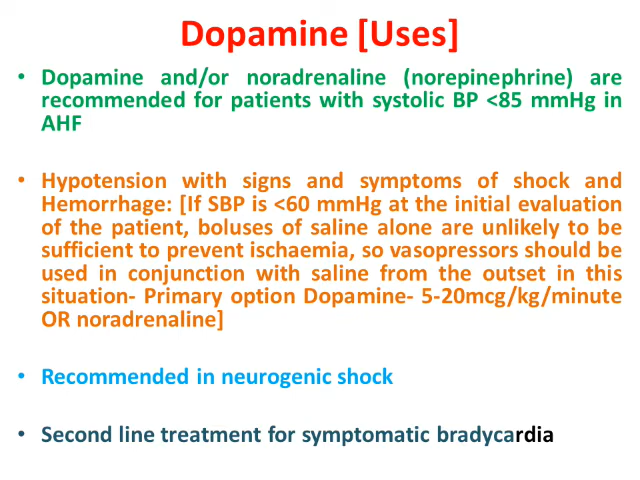 Dopamine [Uses]
• Dopamine and/or noradrenaline (norepinephrine) are
recommended for patients with systolic BP <85 mmHg in
AHF
• Hypotension with signs and symptoms of shock and
Hemorrhage: [If SBP is <60 mmHg at the initial evaluation
of the patient, boluses of saline alone are unlikely to be
sufficient to prevent ischaemia, so vasopressors should be
used in conjunction with saline from the outset in this
situation- Primary option Dopamine- 5-20mcg/kg/minute
OR noradrenaline]
• Recommended in neurogenic shock
• Second line treatment for symptomatic bradycardia